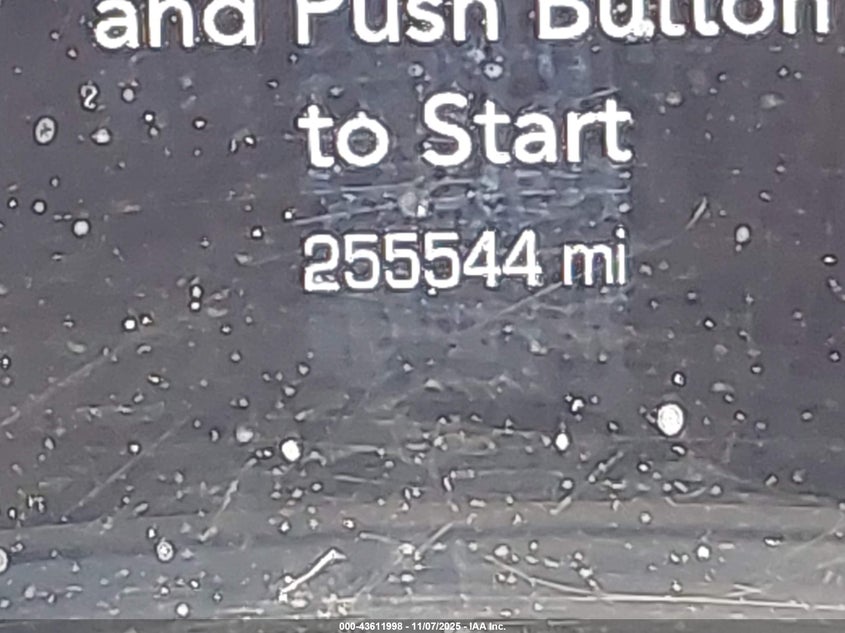 and Push Button
to Start
255544 mi
000-43611998 - 11/07/2025 - IAA Inc.